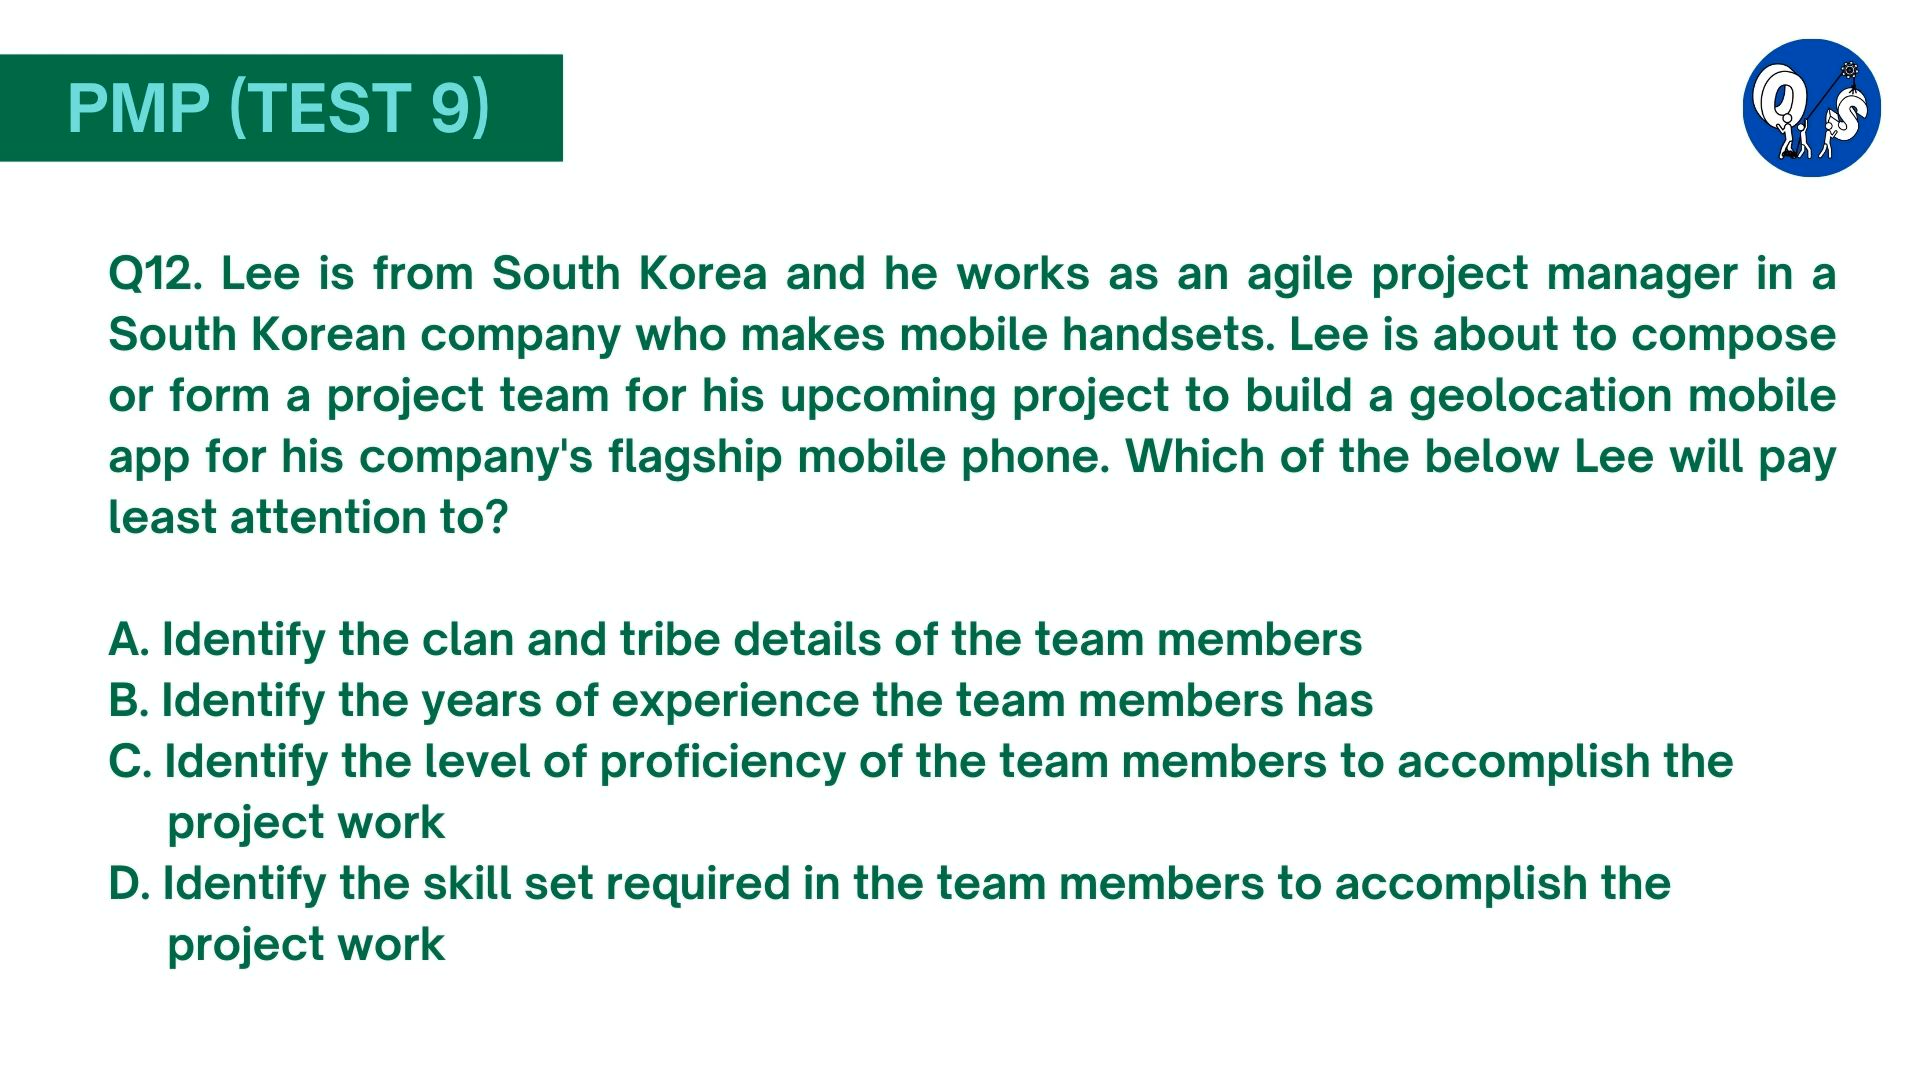 PMP (TEST 9)
Q/S
Q12. Lee is from South Korea and he works as an agile project manager in a
South Korean company who makes mobile handsets. Lee is about to compose
or form a project team for his upcoming project to build a geolocation mobile
app for his company's flagship mobile phone. Which of the below Lee will pay
least attention to?
A. Identify the clan and tribe details of the team members
B. Identify the years of experience the team members has
C. Identify the level of proficiency of the team members to accomplish the
project work
D. Identify the skill set required in the team members to accomplish the
project work